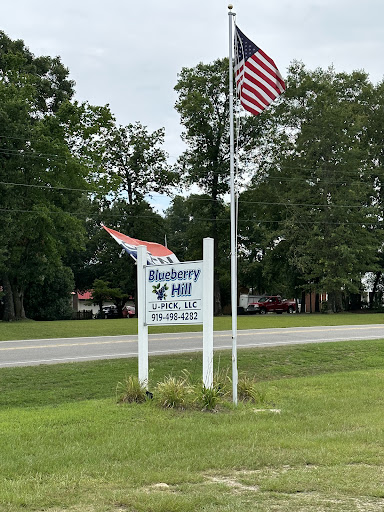 Blueberry
Hill
U-PICK, LLC
919-498-4282